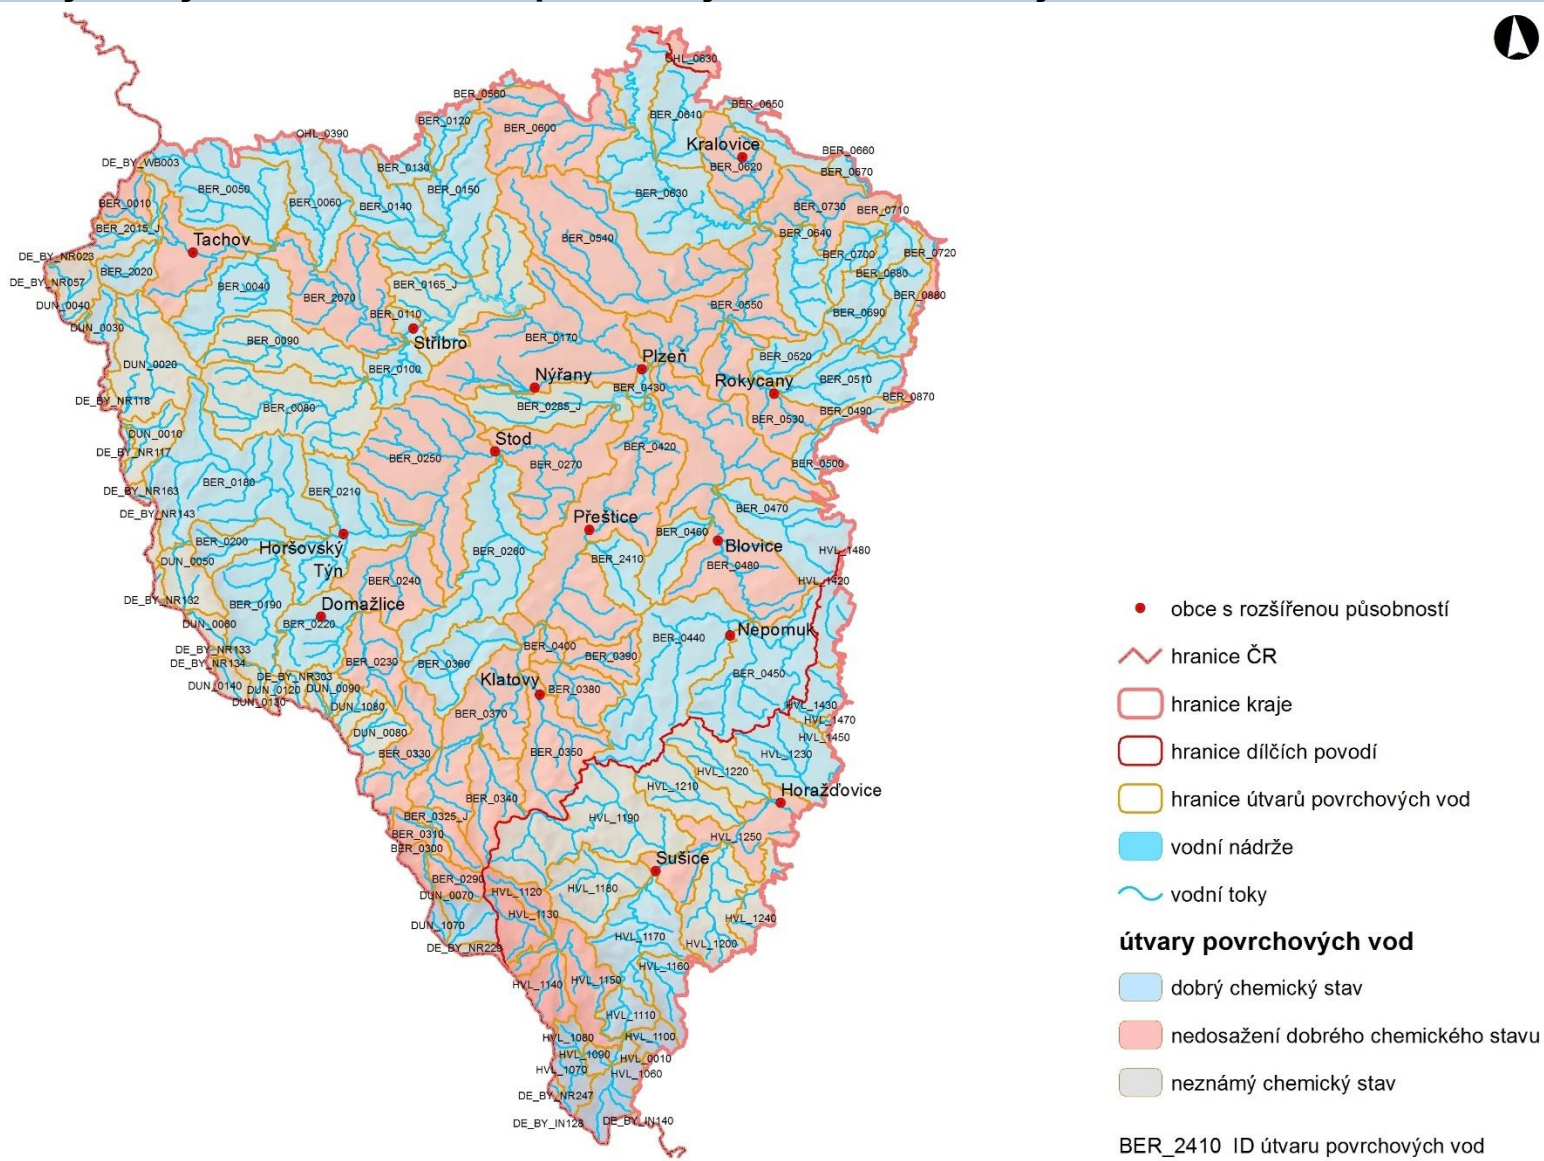 OHL_0630
BER_0560
BER_0650
BER_0610
BER_0120
BER_0600
OHL_0390
Kralovice
BER_0660
DE_BY_WB003
BER_0130
BER_0620
BER_0670
BER_0050
BER_0150
BER_0630
BER_0010
BER_0060
BER_0140
BER_0730
BER_0710
BER_2015_J
BER_0640
Tachov
BER_0540
BER_0700
BER_0720
DE_BY_NR023
BER_2020
BER_0680
DE_BY_NR057
BER_0040
BER_0165_J
BER_0880
DUN_0040
BER_2070
BER_0550
BER_0110
BER_0690
DUN_0030
BER_0090
Stříbro
BER_0170
Plzeň
BER_0520
DUN_0020
BER_0100
Nýřany
Rokycany
BER_0510
BER_0430
DE_BY_NR118
BER_0080
BER_0285_J
BER_0870
BER_0490
BER_0530
DUN_0010
Stod
BER_0420
DE_BY_NR117
BER_0250
BER_0270
BER_0500
BER_0180
DE_BY_NR163
BER_0210
BER_0470
DE_BY_NR143
Přeštice
BER_0460
BER_0200
Horšovský
Týn
BER_0260
BER_2410
Blovice
HVL_1480
DUN_0050
BER_0480
BER_0240
HVL_1420
DE_BY_NR132
BER_0190
Domažlice
DUN_0060
BER_0220
Nepomuk
BER_0440
DE_BY_NR133
BER_0400
DE_BY_NR134
BER_0230
BER_0360
BER_0390
DE_BY_NR303
BER_0450
DUN_0140
DUN_0120
DUN_0090
Klatovy
BER_0380
DUN_0130
DUN_1080
HVL_1430
BER_0370
HVL_1470
DUN_0080
HVL_1450
BER_0330
BER_0350
HVL_1230
HVL_1220
HVL_1210
Horažďovice
BER_0340
BER_0325_J
HVL_1190
BER_0310
HVL_1250
BER_0300
Sušice
BER_0290
HVL_1120
HVL_1180
DUN_0070
HVL_1130
HVL_1240
DUN_1070
HVL_1170
HVL_1200
DE_BY_NR229
HVL_1160
HVL_1140
HVL_1150
HVL_1110
HVL_1080
HVL_1100
HVL_1090
HVL_0010
HVL_1070
HVL_1060
DE_BY_NR247
DE_BY_IN128
DE_BY_IN140
obce s rozšířenou působností
hranice ČR
hranice kraje
hranice dílčích povodí
hranice útvarů povrchových vod
vodní nádrže
vodní toky
útvary povrchových vod
dobrý chemický stav
nedosažení dobrého chemického stavu
neznámý chemický stav
BER_2410 ID útvaru povrchových vod